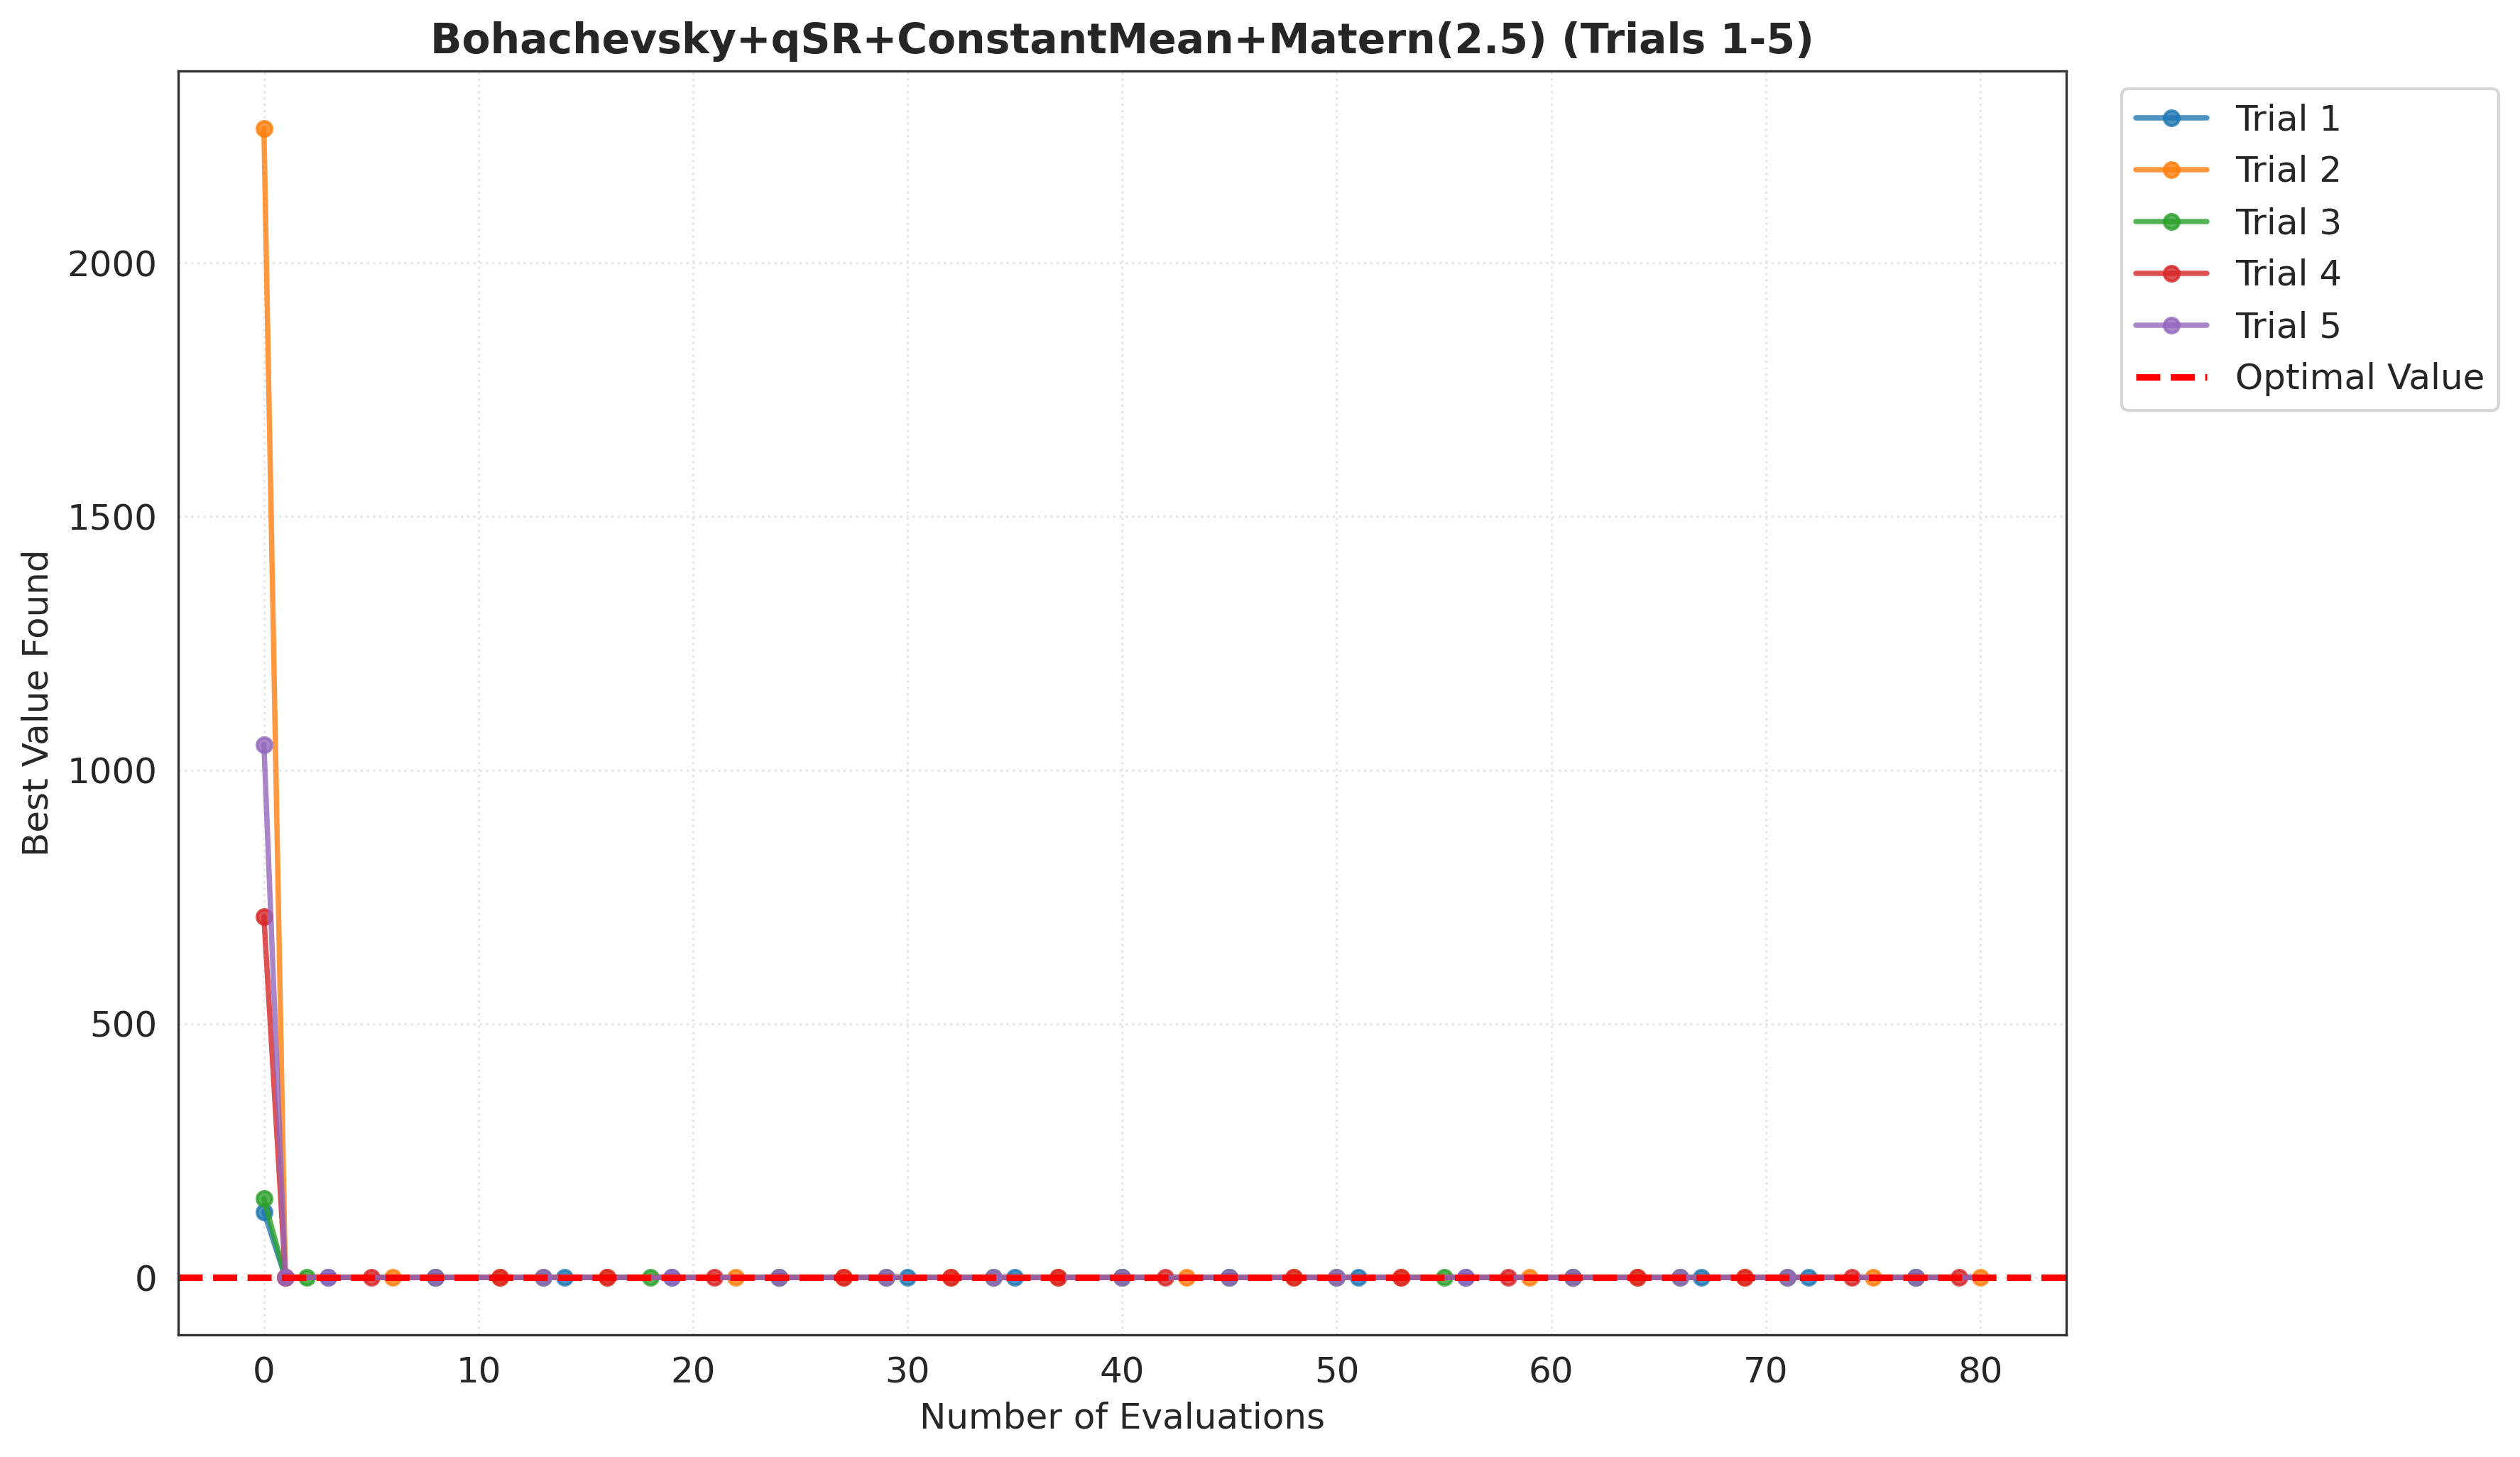 Bohachevsky+qSR+ConstantMean+Matern(2.5) (Trials 1-5)
Trial 1
Trial 2
Trial 3
Trial 4
Trial 5
Optimal Value
Best Value Found
2000
1500
1000
500
0
0 10 20 30 40 50 60 70 80
Number of Evaluations